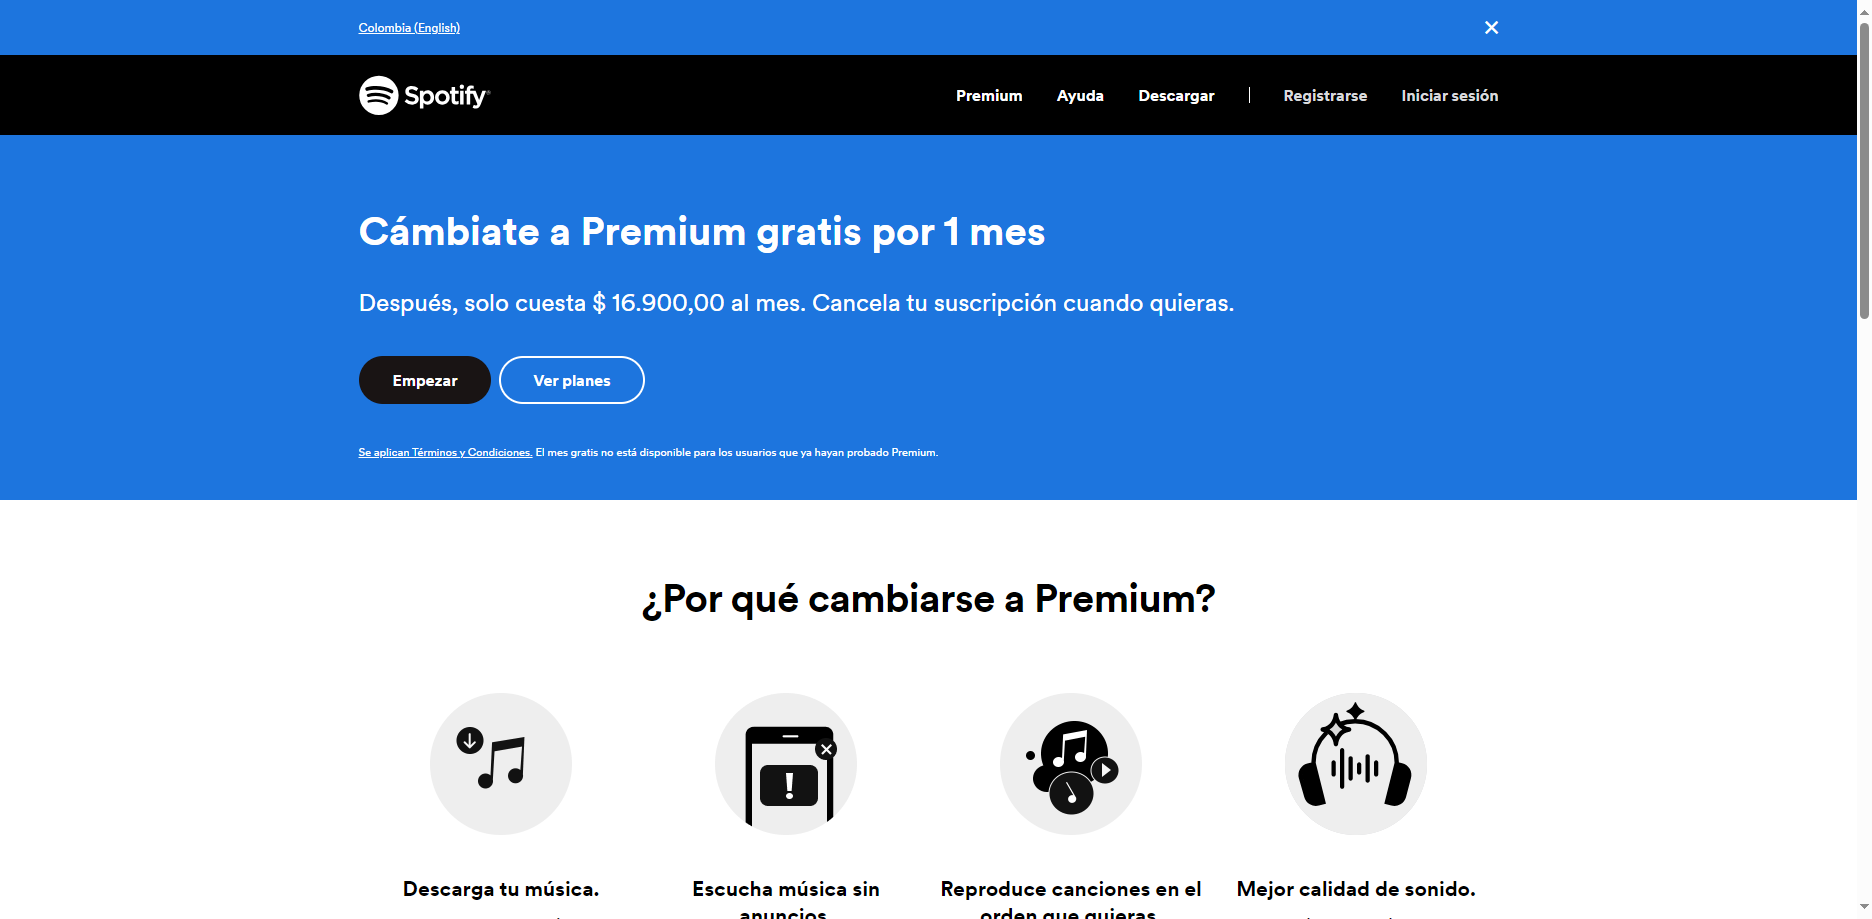 Colombia (English)
Spotify
Premium
Ayuda
Descargar
Registrarse
Iniciar sesión
Cámbiate a Premium gratis por 1 mes
Después, solo cuesta $ 16.900,00 al mes. Cancela tu suscripción cuando quieras.
Empezar
Ver planes
Se aplican Términos y Condiciones. El mes gratis no está disponible para los usuarios que ya hayan probado Premium.
¿Por qué cambiarse a Premium?
Descarga tu música.
Escucha música sin
anuncios
Reproduce canciones en el
orden que quieras
Mejor calidad de sonido.